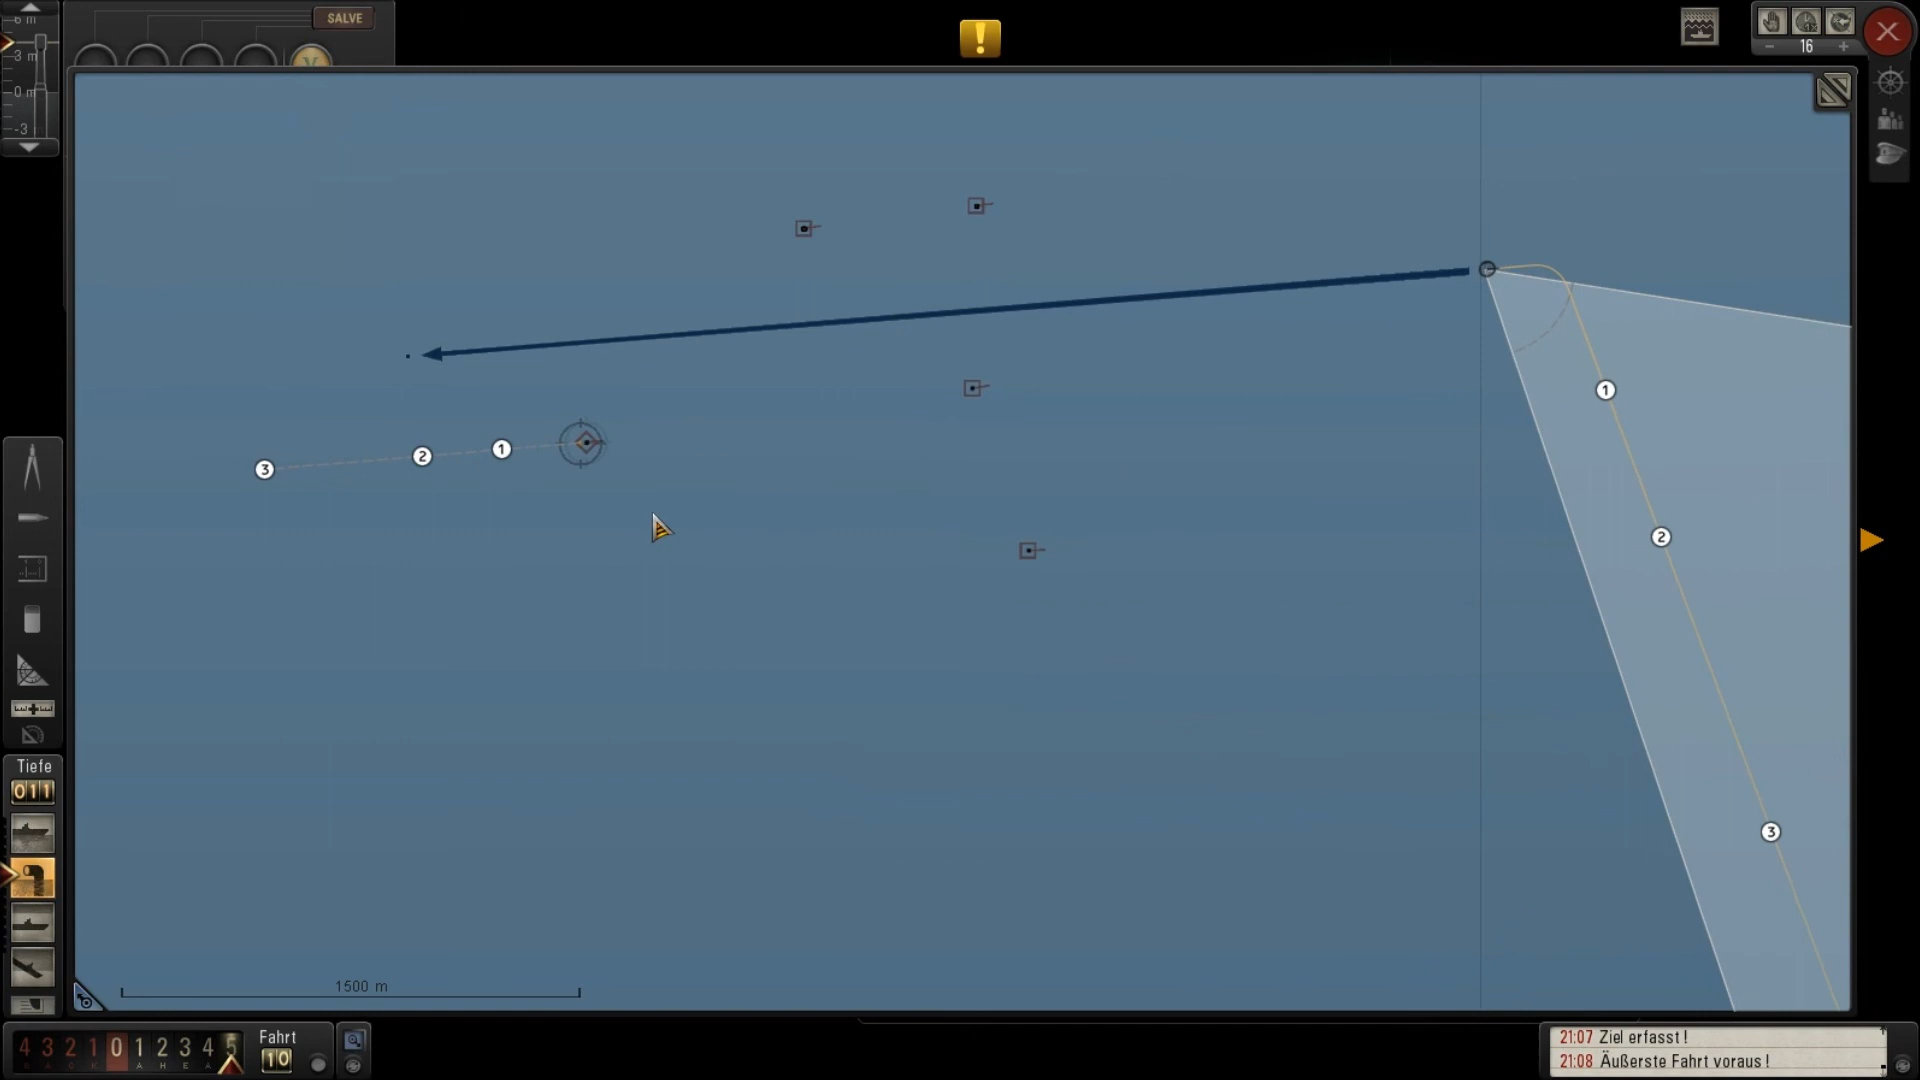 6 m
3 m
0 m
-3
SALVE
V
!
16
1
2
3
3
2
1
1500 m
Tiefe
011
4 3 2 1 0 1 2 3 4 5
Fahrt
10
21:07 Ziel erfasst !
21:08 Äußerste Fahrt voraus !